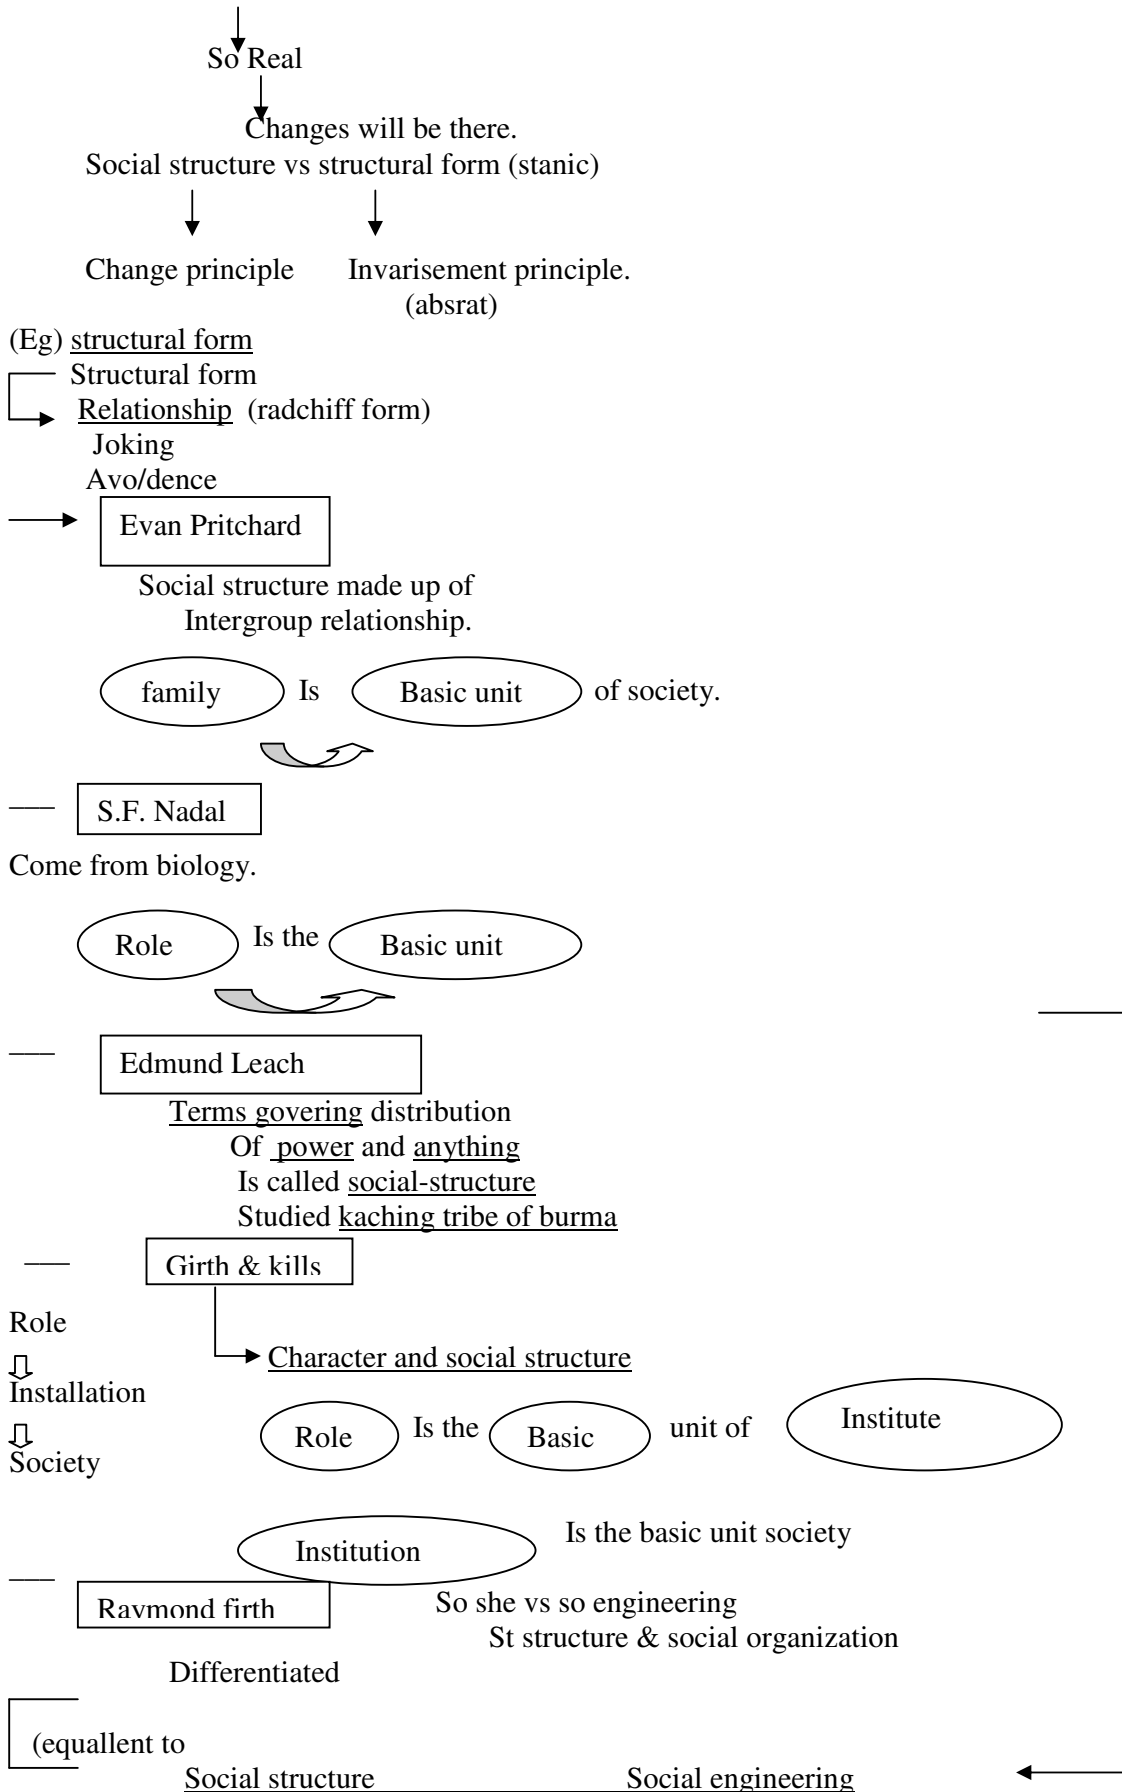 So Real
Changes will be there.
Social structure vs structural form (stanic)
Change principle Invarisement principle.
(absrat)
(Eg) structural form
Structural form
Relationship (radchiff form)
Joking
Avo/dence
Evan Pritchard
Social structure made up of
Intergroup relationship.
family Is Basic unit of society.
S.F. Nadal
Come from biology.
Role Is the Basic unit
Edmund Leach
Terms govering distribution
Of power and anything
Is called social-structure
Studied kaching tribe of burma
Girth & kills
Role
Character and social structure
Installation
Role Is the Basic unit of Institute
Society
Institution Is the basic unit society
Raymond firth So she vs so engineering
St structure & social organization
Differentiated
(equallent to
Social structure Social engineering